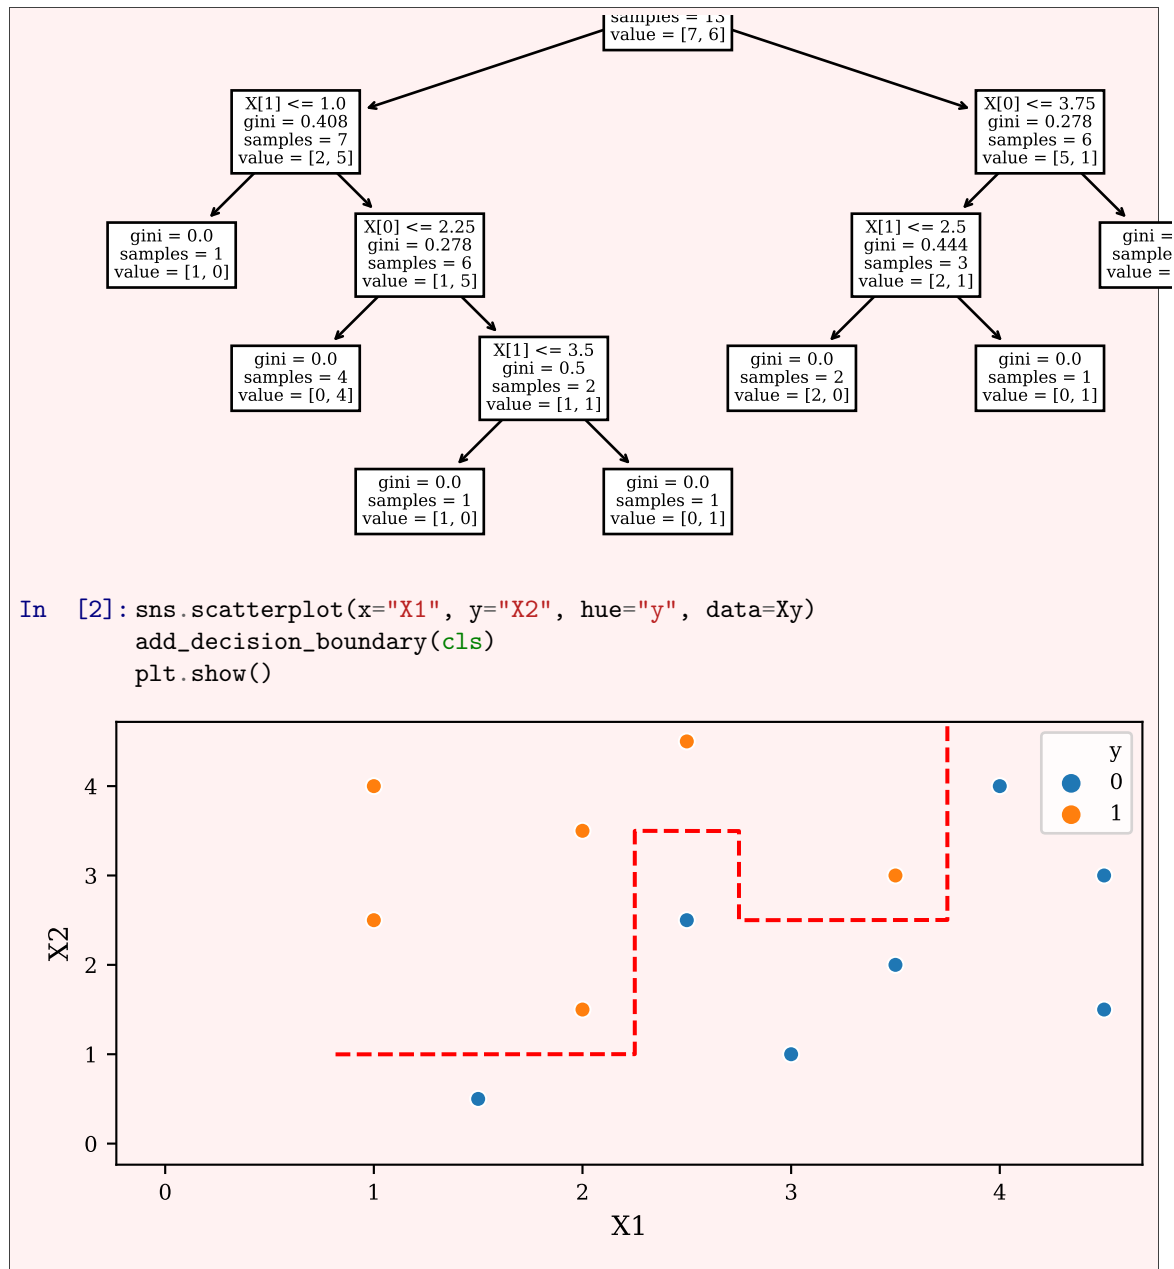 samples = 13
value = [7, 6]
X[1] <= 1.0
gini = 0.408
samples = 7
value = [2, 5]
X[0] <= 3.75
gini = 0.278
samples = 6
value = [5, 1]
gini = 0.0
samples = 1
value = [1, 0]
X[0] <= 2.25
gini = 0.278
samples = 6
value = [1, 5]
X[1] <= 2.5
gini = 0.444
samples = 3
value = [2, 1]
gini =
sample
value =
gini = 0.0
samples = 4
value = [0, 4]
X[1] <= 3.5
gini = 0.5
samples = 2
value = [1, 1]
gini = 0.0
samples = 2
value = [2, 0]
gini = 0.0
samples = 1
value = [0, 1]
gini = 0.0
samples = 1
value = [1, 0]
gini = 0.0
samples = 1
value = [0, 1]
In [2]: sns.scatterplot(x="X1", y="X2", hue="y", data=Xy)
add_decision_boundary(cls)
plt.show()
y
0
1
4
3
2
1
0
X2
0 1 2 3 4
X1